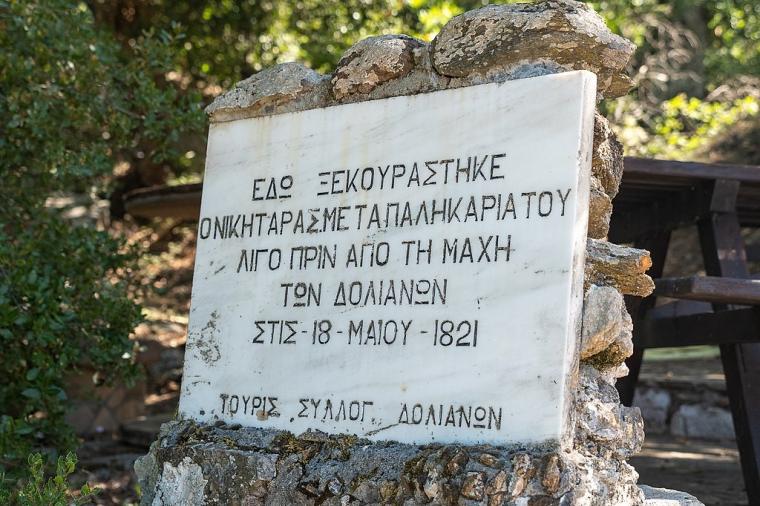 ΕΔΩ ΞΕΚΟΥΡΑΣΤΗΚΕ
Ο ΝΙΚΗΤΑΡΑΣ ΜΕ ΤΑ ΠΑΛΗΚΑΡΙΑ ΤΟΥ
ΛΙΓΟ ΠΡΙΝ ΑΠΟ ΤΗ ΜΑΧΗ
ΤΩΝ ΔΟΛΙΑΝΩΝ
ΣΤΙΣ - 18 - ΜΑΙΟΥ - 1821
ΤΟΥΡΙΣ. ΣΥΛΛΟΓ. ΔΟΛΙΑΝΩΝ